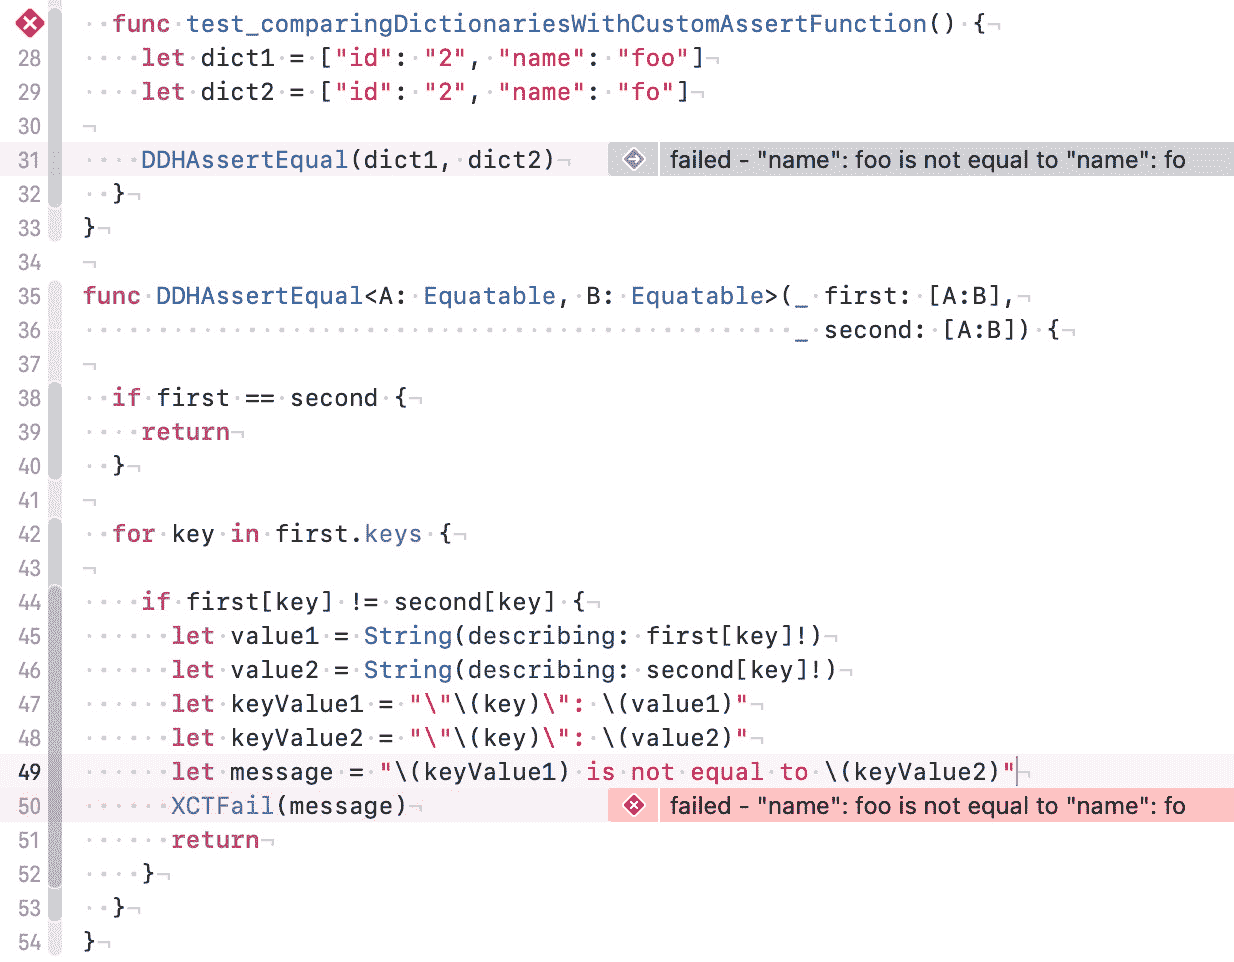 func test_comparingDictionariesWithCustomAssertFunction() {¬
28 ····let·dict1·=·["id":·"2",·"name":·"foo"]¬
29 ····let·dict2·=·["id":·"2",·"name":·"fo"]¬
30 ¬
31 ····DDHAssertEqual(dict1,·dict2)¬ failed - "name": foo is not equal to "name": fo
32 ··}¬
33 }¬
34 ¬
35 func·DDHAssertEqual<A:·Equatable,·B:·Equatable>(_·first:·[A:B],¬
36 ················································_·second:·[A:B])·{¬
37 ¬
38 ··if·first·==·second·{¬
39 ····return¬
40 ··}¬
41 ¬
42 ··for·key·in·first.keys·{¬
43 ¬
44 ····if·first[key]·!=·second[key]·{¬
45 ······let·value1·=·String(describing:·first[key]!)¬
46 ······let·value2·=·String(describing:·second[key]!)¬
47 ······let·keyValue1·=·"\"\(key)\":·\(value1)"¬
48 ······let·keyValue2·=·"\"\(key)\":·\(value2)"¬
49 ······let·message·=·"\(keyValue1)·is·not·equal·to·\(keyValue2)"¬
50 ······XCTFail(message)¬ failed - "name": foo is not equal to "name": fo
51 ······return¬
52 ····}¬
53 ··}¬
54 }¬